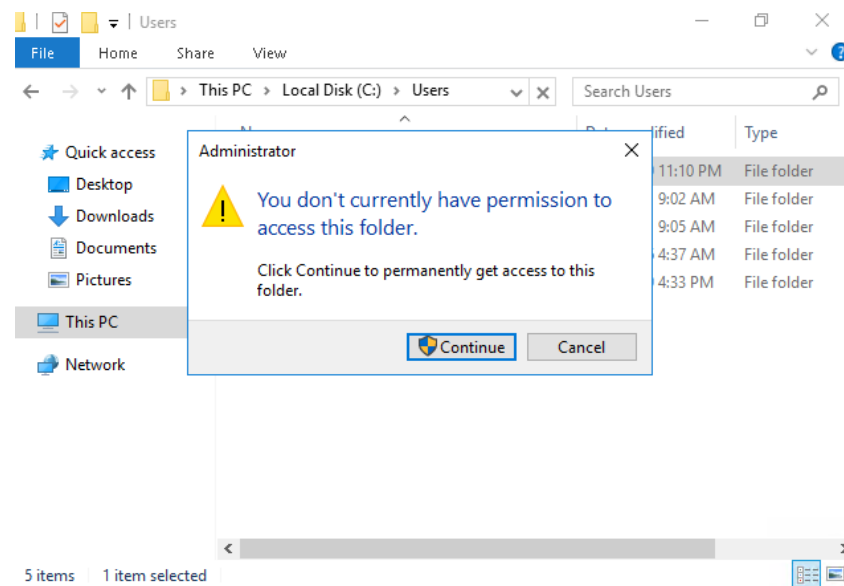 Users
File Home Share View
This PC > Local Disk (C:) > Users
Search Users
Type
Quick access
Desktop
Downloads
Documents
Pictures
This PC
Network
Administrator
You don't currently have permission to
access this folder.
Click Continue to permanently get access to this
folder.
Continue Cancel
11:10 PM File folder
9:02 AM File folder
9:05 AM File folder
4:37 AM File folder
4:33 PM File folder
5 items 1 item selected